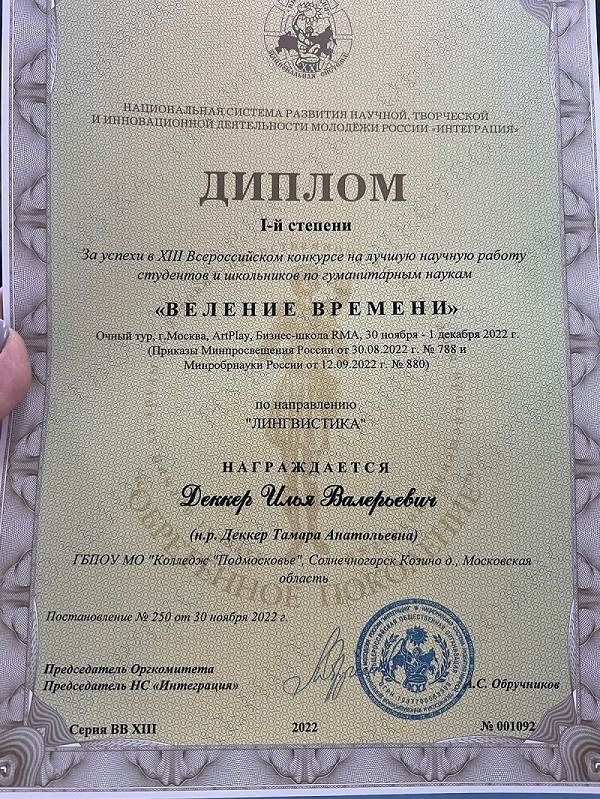 НАЦИОНАЛЬНАЯ СИСТЕМА РАЗВИТИЯ НАУЧНОЙ, ТВОРЧЕСКОЙ
И ИННОВАЦИОННОЙ ДЕЯТЕЛЬНОСТИ МОЛОДЁЖИ РОССИИ «ИНТЕГРАЦИЯ»
ДИПЛОМ
I-й степени
За успехи в XIII Всероссийском конкурсе на лучшую научную работу
студентов и школьников по гуманитарным наукам
«ВЕЛЕНИЕ ВРЕМЕНИ»
Очный тур, г.Москва, ArtPlay, Бизнес-школа RMA, 30 ноября - 1 декабря 2022 г.
(Приказы Минпросвещения России от 30.08.2022 г. № 788 и
Минробрнауки России от 12.09.2022 г. № 880)
по направлению
"ЛИНГВИСТИКА"
НАГРАЖДАЕТСЯ
Деккер Илья Валерьевич
(н.р. Деккер Тамара Анатольевна)
ГБПОУ МО "Колледж "Подмосковье", Солнечногорск Козино д., Московская
область
Постановление № 250 от 30 ноября 2022 г.
Председатель Оргкомитета
Председатель НС «Интеграция»
А.С. Обручников
Серия ВВ XIII
2022
№ 001092